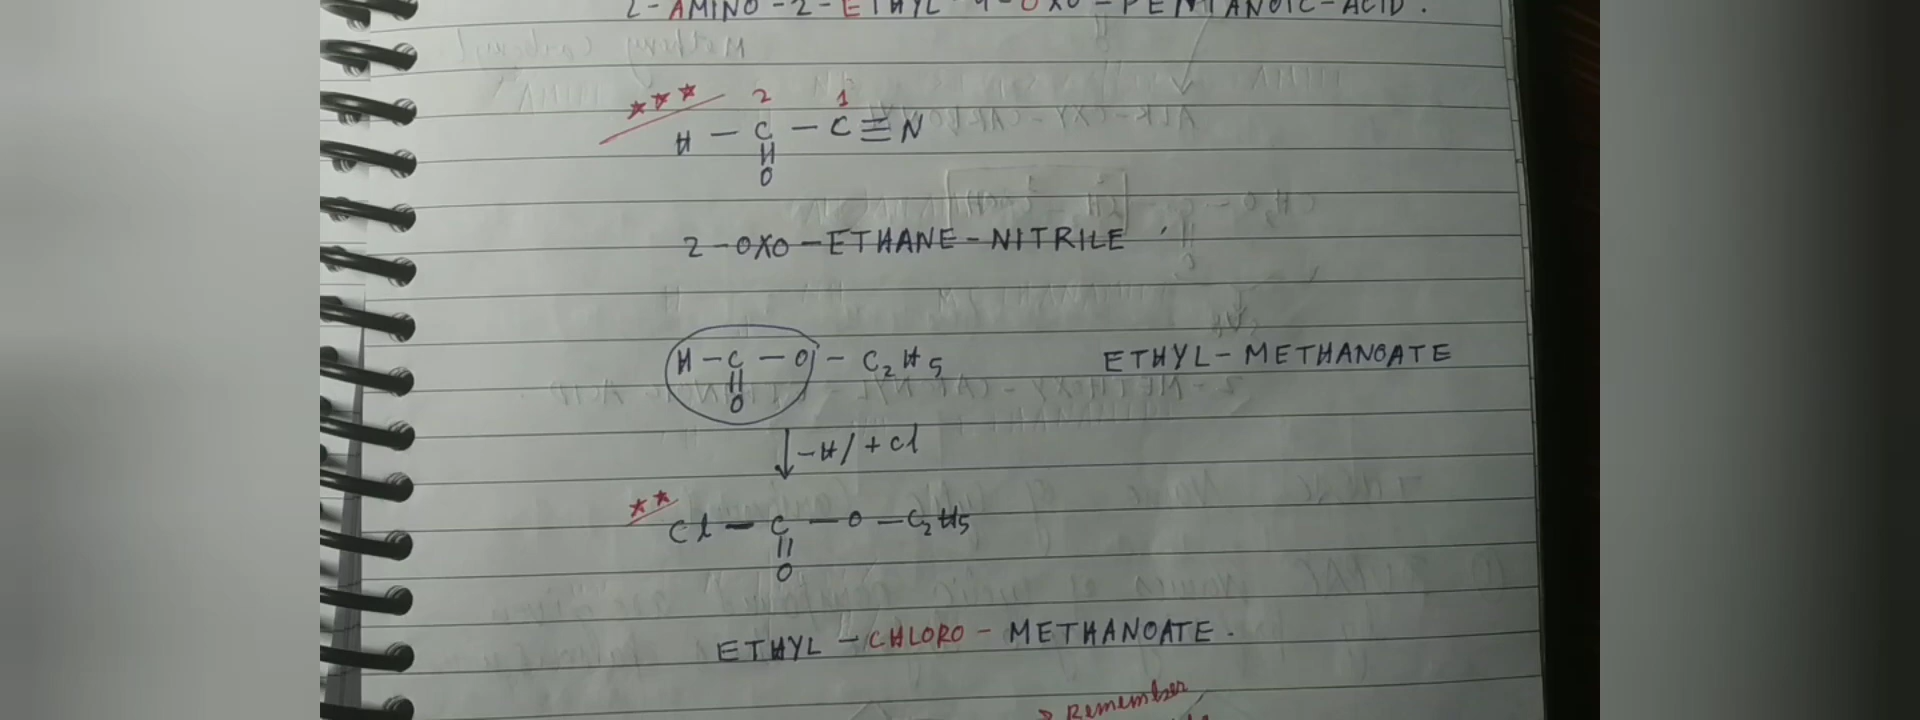 2-AMINO-2-ETHYL-4-OXO-PENTANOIC-ACID.
*** 2 1
H - C - C ≡ N
||
O
2-OXO-ETHANE-NITRILE
H - C - O - C2H5 ETHYL-METHANOATE
||
O
↓ -H/+Cl
** Cl - C - O - C2H5
||
O
ETHYL-CHLORO-METHANOATE.
Remember